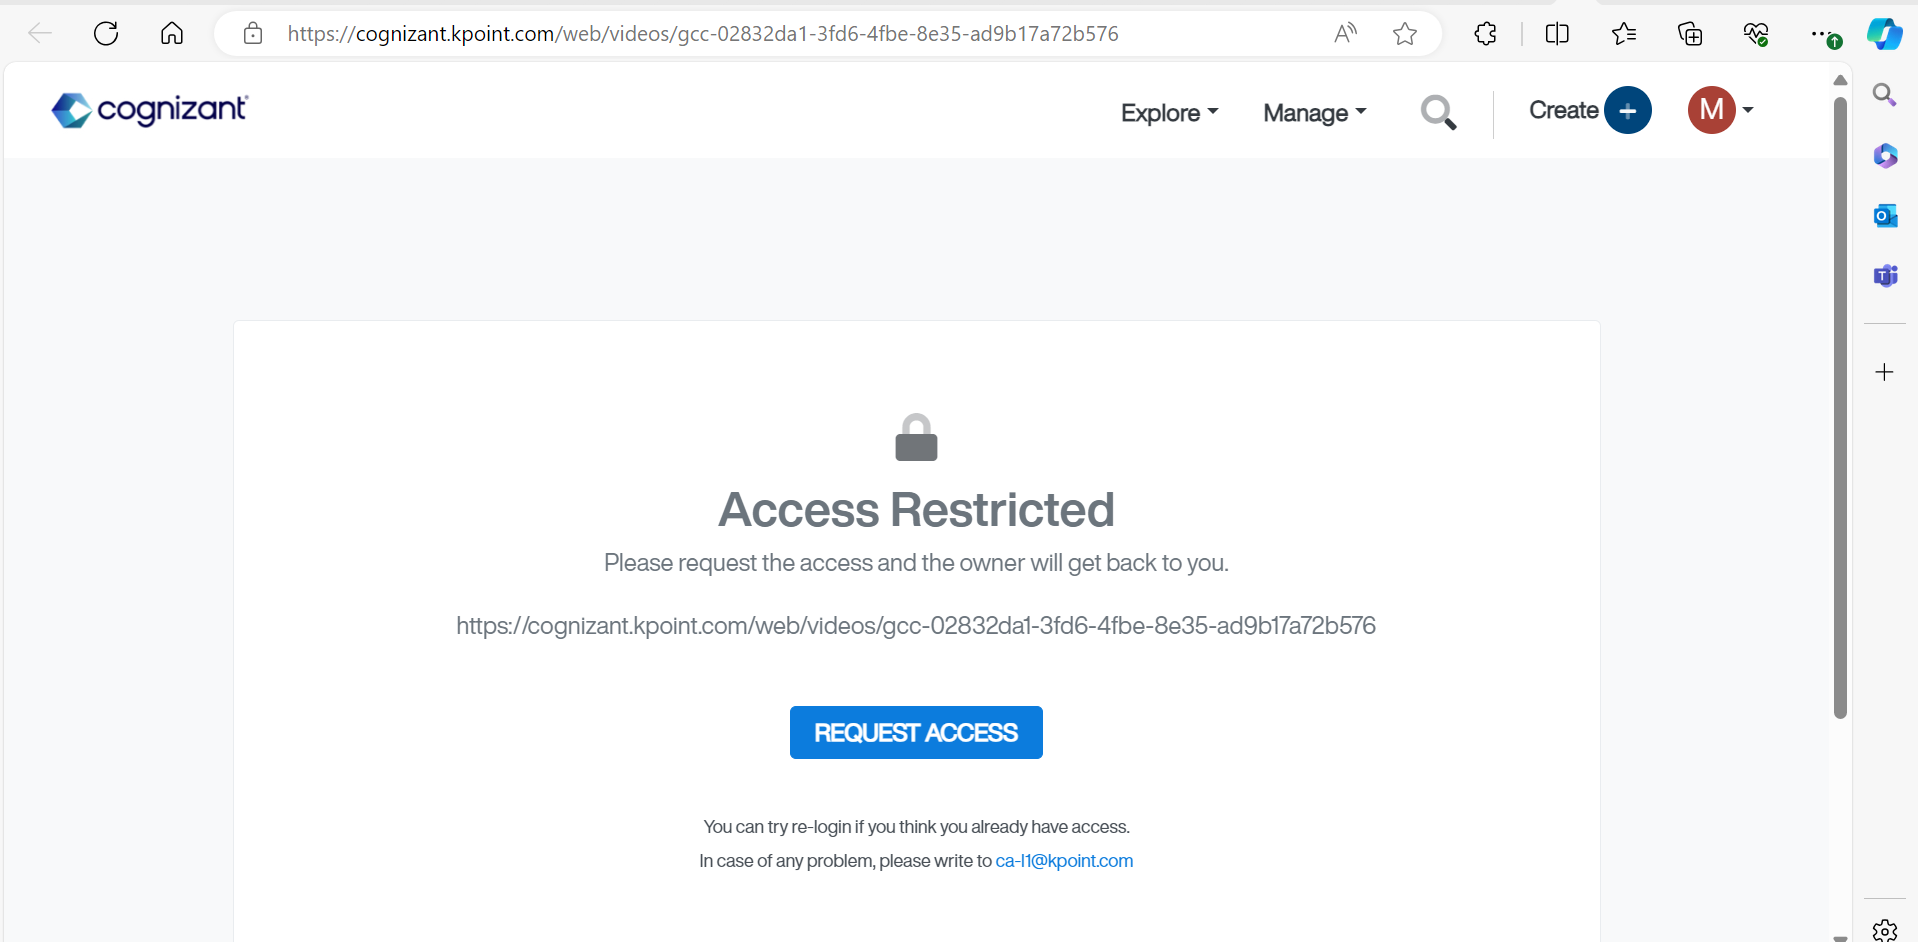 https://cognizant.kpoint.com/web/videos/gcc-02832da1-3fd6-4fbe-8e35-ad9b17a72b576
cognizant
Explore
Manage
Create
M
Access Restricted
Please request the access and the owner will get back to you.
https://cognizant.kpoint.com/web/videos/gcc-02832da1-3fd6-4fbe-8e35-ad9b17a72b576
REQUEST ACCESS
You can try re-login if you think you already have access.
In case of any problem, please write to ca-l1@kpoint.com